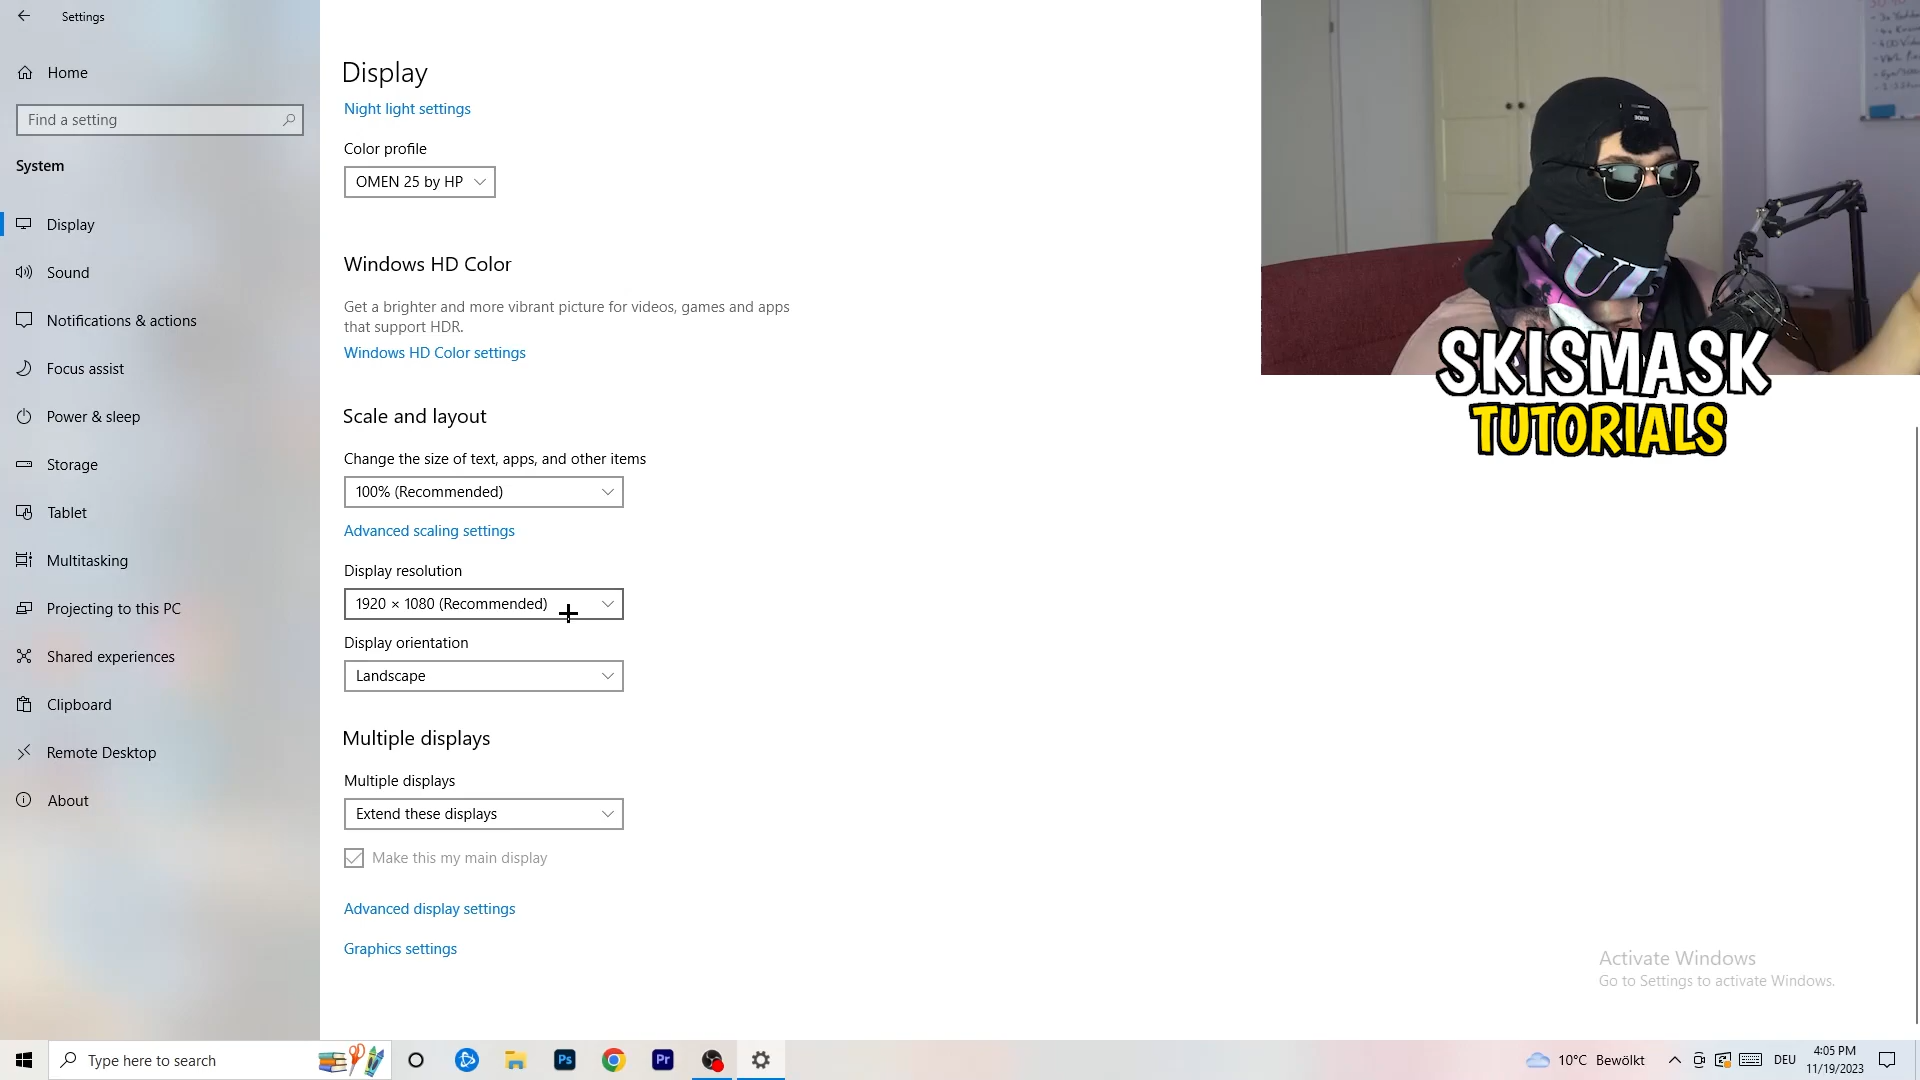 Settings
Home
Find a setting
System
Display
Sound
Notifications & actions
Focus assist
Power & sleep
Storage
Tablet
Multitasking
Projecting to this PC
Shared experiences
Clipboard
Remote Desktop
About
Display
Night light settings
Color profile
OMEN 25 by HP
Windows HD Color
Get a brighter and more vibrant picture for videos, games and apps
that support HDR.
Windows HD Color settings
Scale and layout
Change the size of text, apps, and other items
100% (Recommended)
Advanced scaling settings
Display resolution
1920 × 1080 (Recommended)
Display orientation
Landscape
Multiple displays
Multiple displays
Extend these displays
Make this my main display
Advanced display settings
Graphics settings
SKISMASK
TUTORIALS
Activate Windows
Go to Settings to activate Windows.
Type here to search
Ps
Pr
10°C Bewölkt
DEU
4:05 PM
11/19/2023